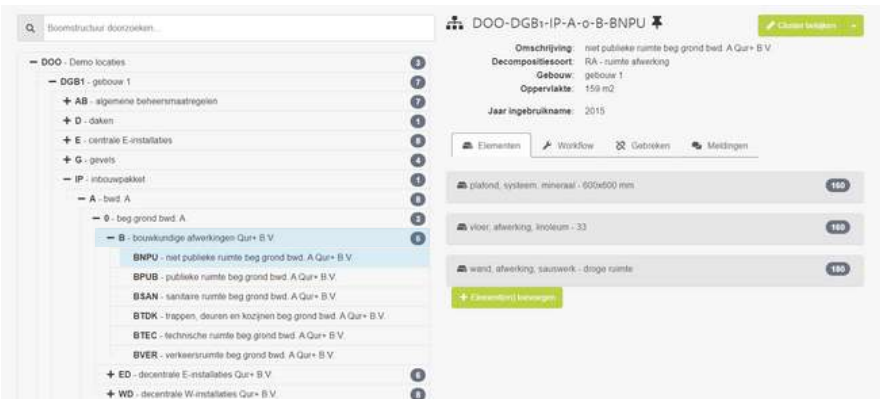 Boomstructuur doorzoeken...
DOO - Demo locaties 3
DGB1 - gebouw 1 7
AB - algemene beheersmaatregelen 7
D - daken 1
E - centrale E-installaties 8
G - gevels 4
IP - inbouwpakket 1
A - bwd. A 8
0 - beg grond bwd. A 2
B - bouwkundige afwerkingen Qur+ B.V. 6
BNPU - niet publieke ruimte beg grond bwd. A Qur+ B.V.
BPUB - publieke ruimte beg grond bwd. A Qur+ B.V.
BSAN - sanitaire ruimte beg grond bwd. A Qur+ B.V.
BTDK - trappen, deuren en kozijnen beg grond bwd. A Qur+ B.V.
BTEC - technische ruimte beg grond bwd. A Qur+ B.V.
BVER - verkeersruimte beg grond bwd. A Qur+ B.V.
ED - decentrale E-installaties Qur+ B.V. 6
WD - decentrale W-installaties Qur+ B.V. 8
DOO-DGB1-IP-A-0-B-BNPU
Cluster bekijken
Omschrijving: niet publieke ruimte beg grond bwd. A Qur+ B.V.
Decompositiesoort: RA - ruimte afwerking
Gebouw: gebouw 1
Oppervlakte: 159 m2
Jaar ingebruikname: 2015
Elementen Workflow Gebreken Meldingen
plafond, systeem, mineraal - 600x600 mm 160
vloer, afwerking, linoleum - 33 160
wand, afwerking, sauswerk - droge ruimte 180
Element(en) toevoegen